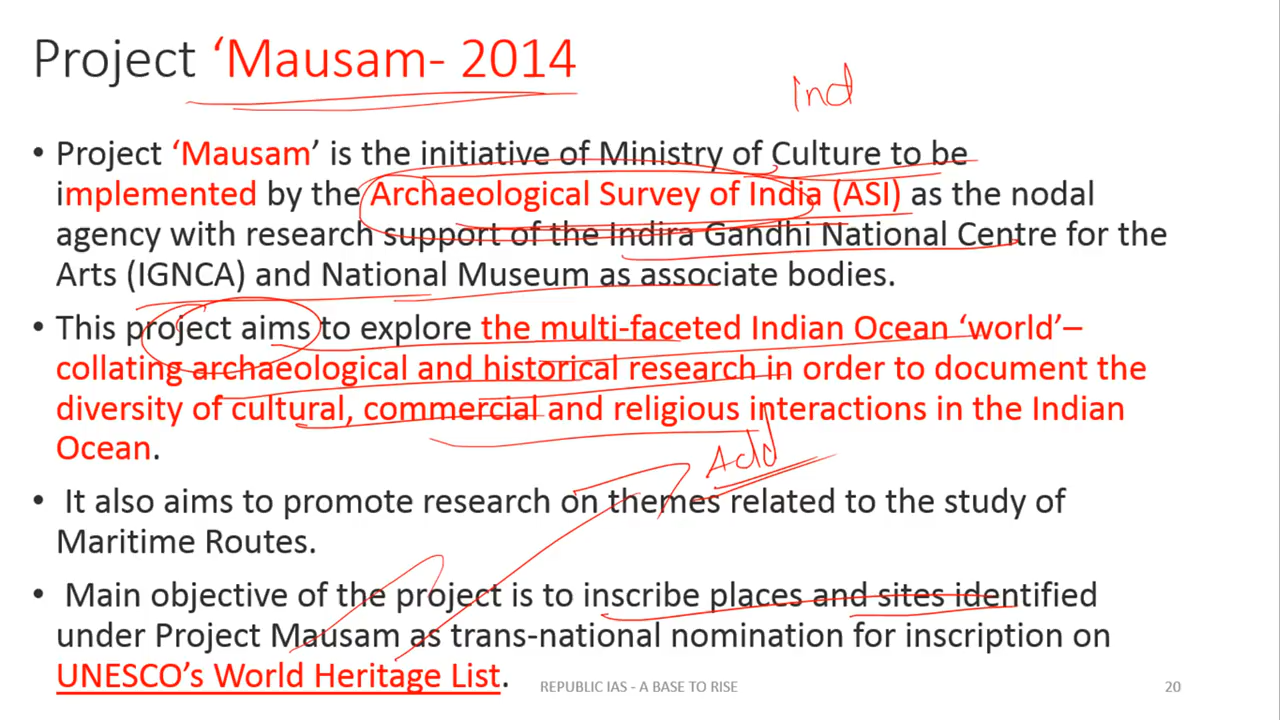 Project ‘Mausam- 2014
Ind
• Project ‘Mausam’ is the initiative of Ministry of Culture to be
implemented by the Archaeological Survey of India (ASI) as the nodal
agency with research support of the Indira Gandhi National Centre for the
Arts (IGNCA) and National Museum as associate bodies.
• This project aims to explore the multi-faceted Indian Ocean ‘world’–
collating archaeological and historical research in order to document the
diversity of cultural, commercial and religious interactions in the Indian
Ocean.
Add
• It also aims to promote research on themes related to the study of
Maritime Routes.
• Main objective of the project is to inscribe places and sites identified
under Project Mausam as trans-national nomination for inscription on
UNESCO’s World Heritage List.
REPUBLIC IAS - A BASE TO RISE
20